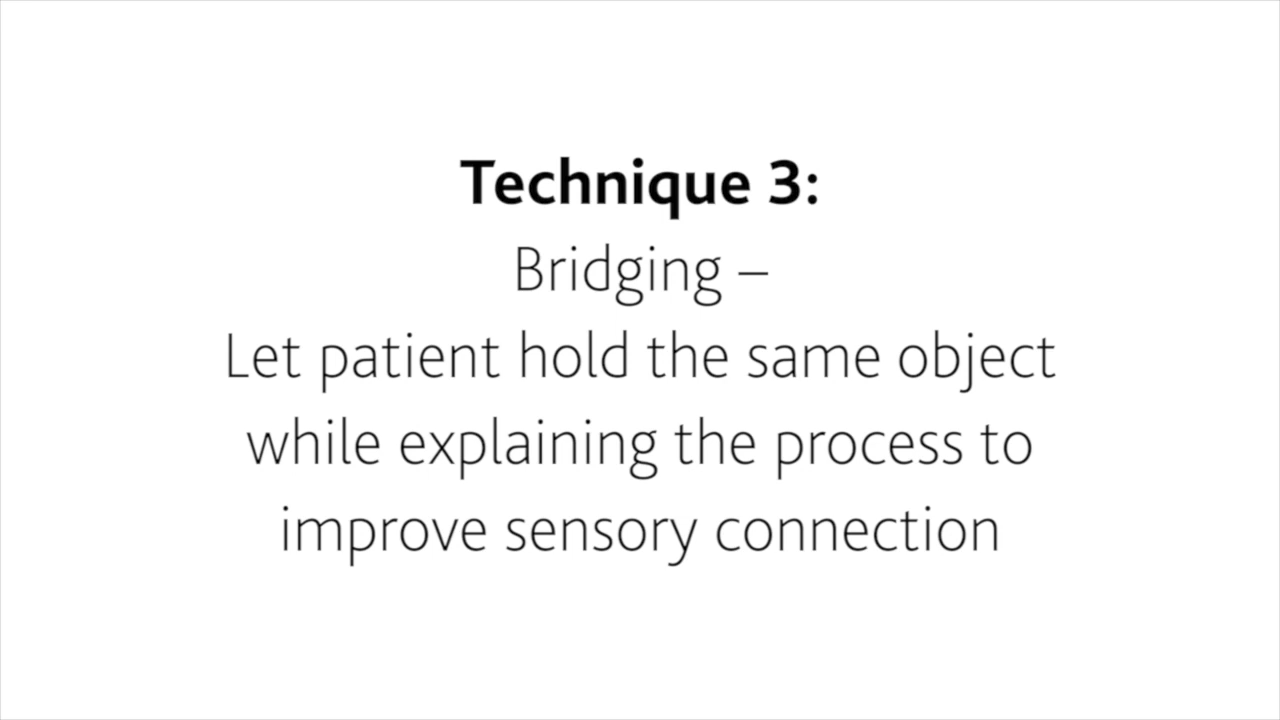 Technique 3:
Bridging –
Let patient hold the same object
while explaining the process to
improve sensory connection